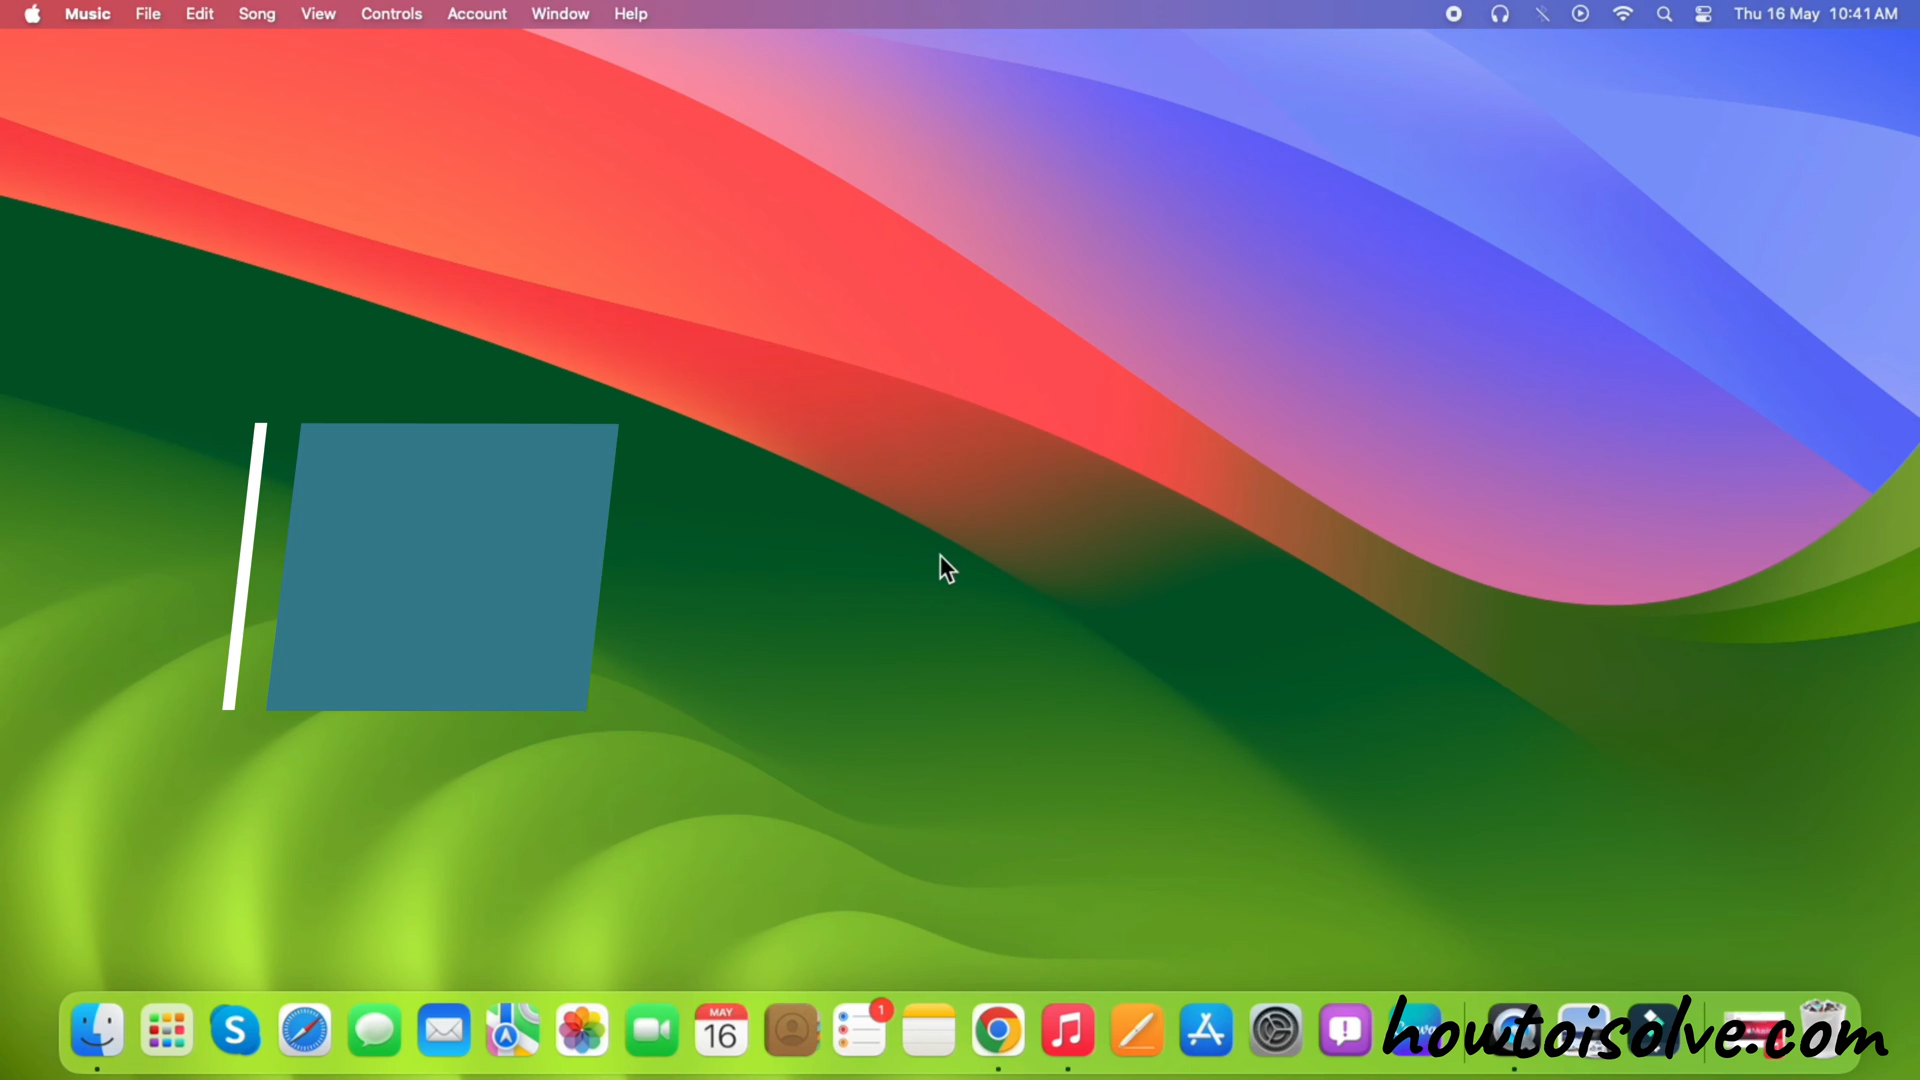 Music File Edit Song View Controls Account Window Help Thu 16 May 10:41 AM
S
1
MAY
16
howtoisolve.com